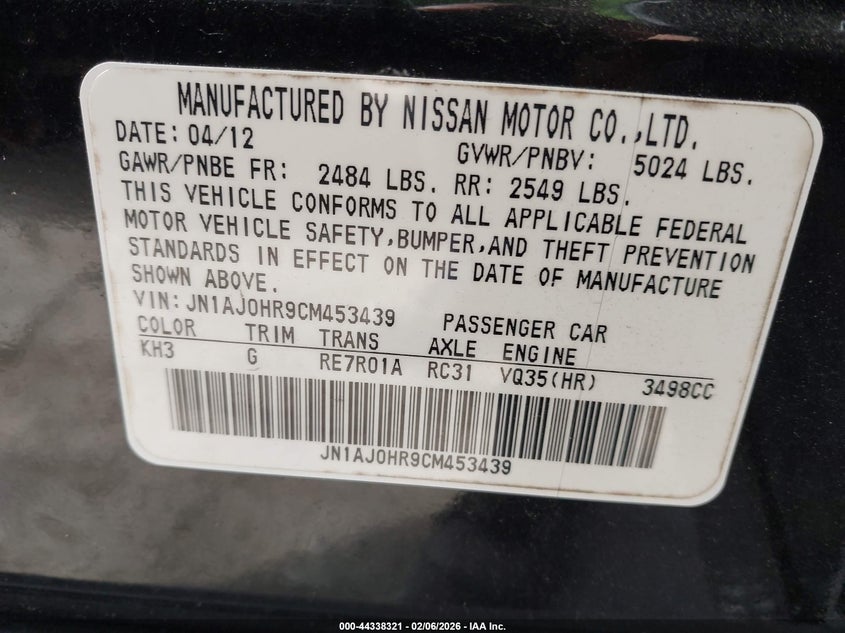 MANUFACTURED BY NISSAN MOTOR CO.,LTD.
DATE: 04/12 GVWR/PNBV: 5024 LBS.
GAWR/PNBE FR: 2484 LBS. RR: 2549 LBS.
THIS VEHICLE CONFORMS TO ALL APPLICABLE FEDERAL
MOTOR VEHICLE SAFETY,BUMPER,AND THEFT PREVENTION
STANDARDS IN EFFECT ON THE DATE OF MANUFACTURE
SHOWN ABOVE.
VIN:JN1AJ0HR9CM453439 PASSENGER CAR
COLOR TRIM TRANS AXLE ENGINE
KH3 G RE7R01A RC31 VQ35(HR) 3498CC
JN1AJ0HR9CM453439
000-44338321 - 02/06/2026 - IAA Inc.